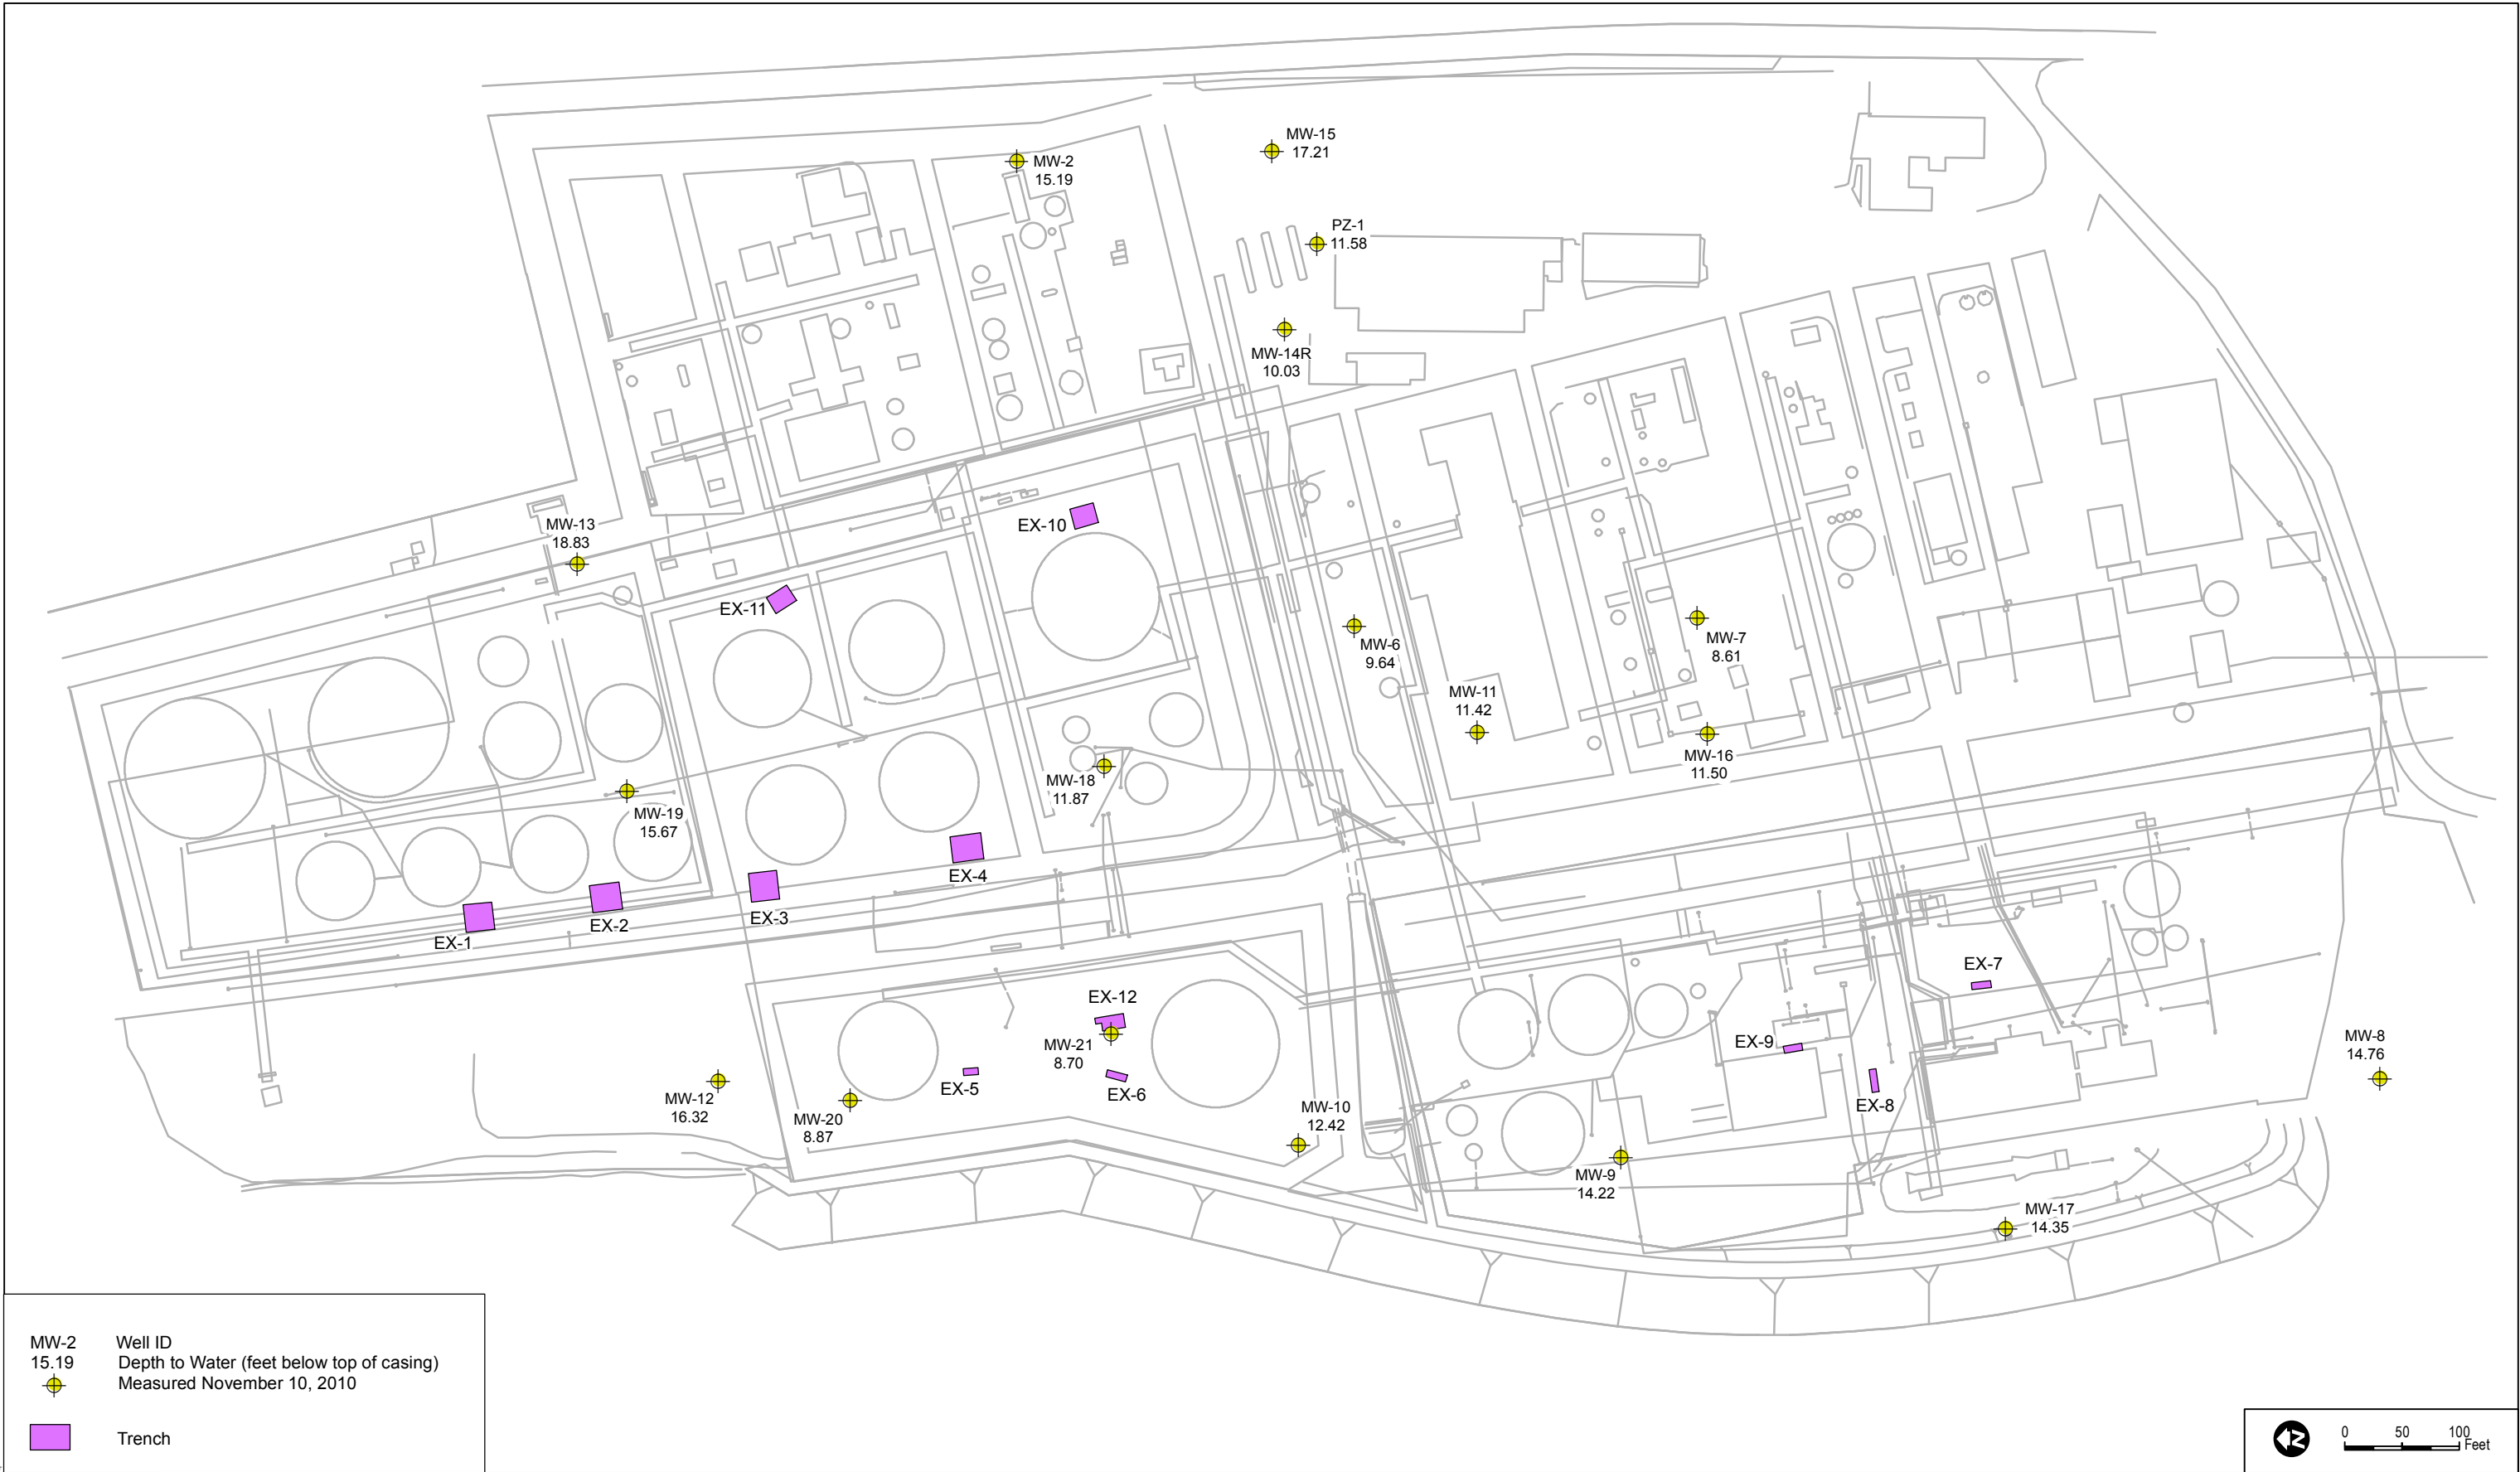 MW-15
17.21
MW-2
15.19
PZ-1
11.58
MW-14R
10.03
MW-13
18.83
EX-10
EX-11
MW-6
9.64
MW-7
8.61
MW-11
11.42
MW-16
11.50
MW-18
11.87
MW-19
15.67
EX-4
EX-3
EX-2
EX-1
EX-7
EX-12
MW-21
8.70
EX-9
MW-8
14.76
EX-5
EX-6
EX-8
MW-12
16.32
MW-20
8.87
MW-10
12.42
MW-9
14.22
MW-17
14.35
MW-2 Well ID
15.19 Depth to Water (feet below top of casing)
Measured November 10, 2010
Trench
N
0 50 100
Feet